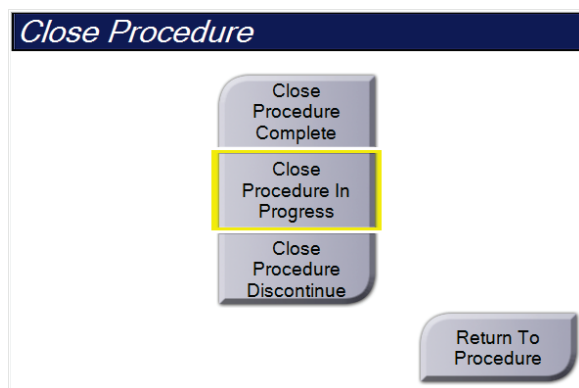 Close Procedure
Close
Procedure
Complete
Close
Procedure In
Progress
Close
Procedure
Discontinue
Return To
Procedure